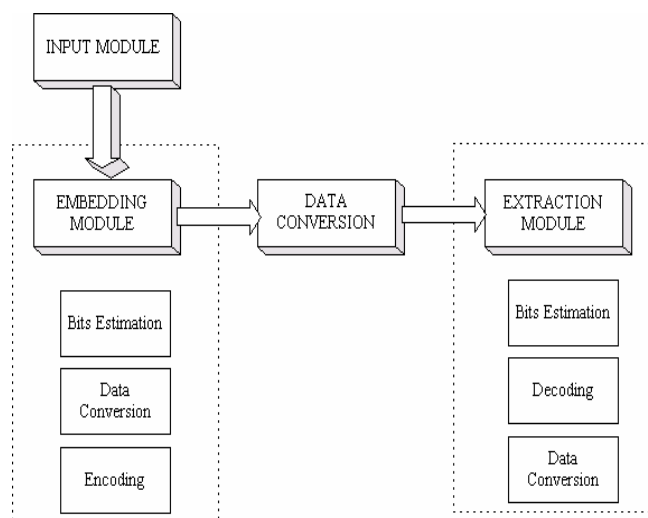 INPUT MODULE
EMBEDDING
MODULE
DATA
CONVERSION
EXTRACTION
MODULE
Bits Estimation
Data
Conversion
Encoding
Bits Estimation
Decoding
Data
Conversion